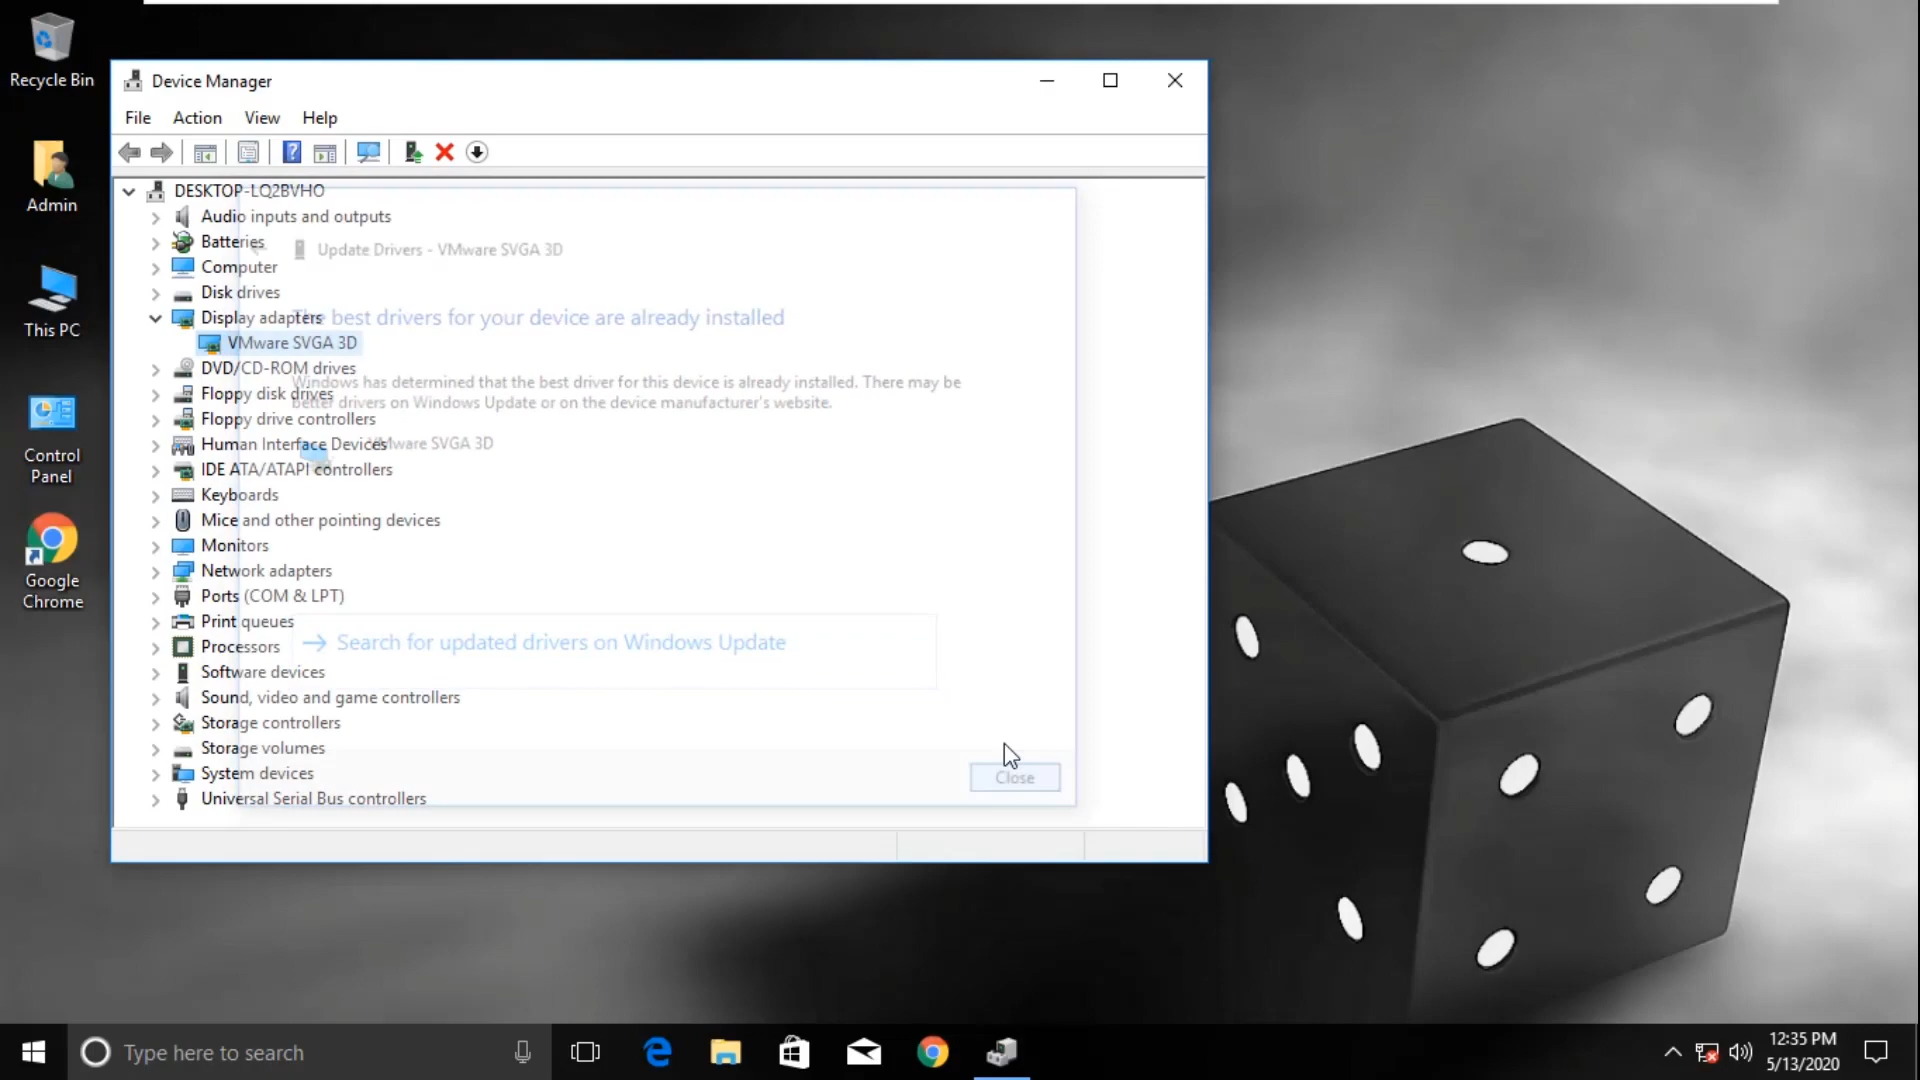 Recycle Bin
Admin
This PC
Control
Panel
Google
Chrome
Device Manager
File Action View Help
DESKTOP-LQ2BVHO
Audio inputs and outputs
Batteries
Update Drivers - VMware SVGA 3D
Computer
Disk drives
Display adapters
The best drivers for your device are already installed
VMware SVGA 3D
DVD/CD-ROM drives
Windows has determined that the best driver for this device is already installed. There may be
better drivers on Windows Update or on the device manufacturer's website.
Floppy disk drives
Floppy drive controllers
Human Interface Devices
VMware SVGA 3D
IDE ATA/ATAPI controllers
Keyboards
Mice and other pointing devices
Monitors
Network adapters
Ports (COM & LPT)
Print queues
Search for updated drivers on Windows Update
Processors
Software devices
Sound, video and game controllers
Storage controllers
Storage volumes
System devices
Close
Universal Serial Bus controllers
Type here to search
12:35 PM
5/13/2020